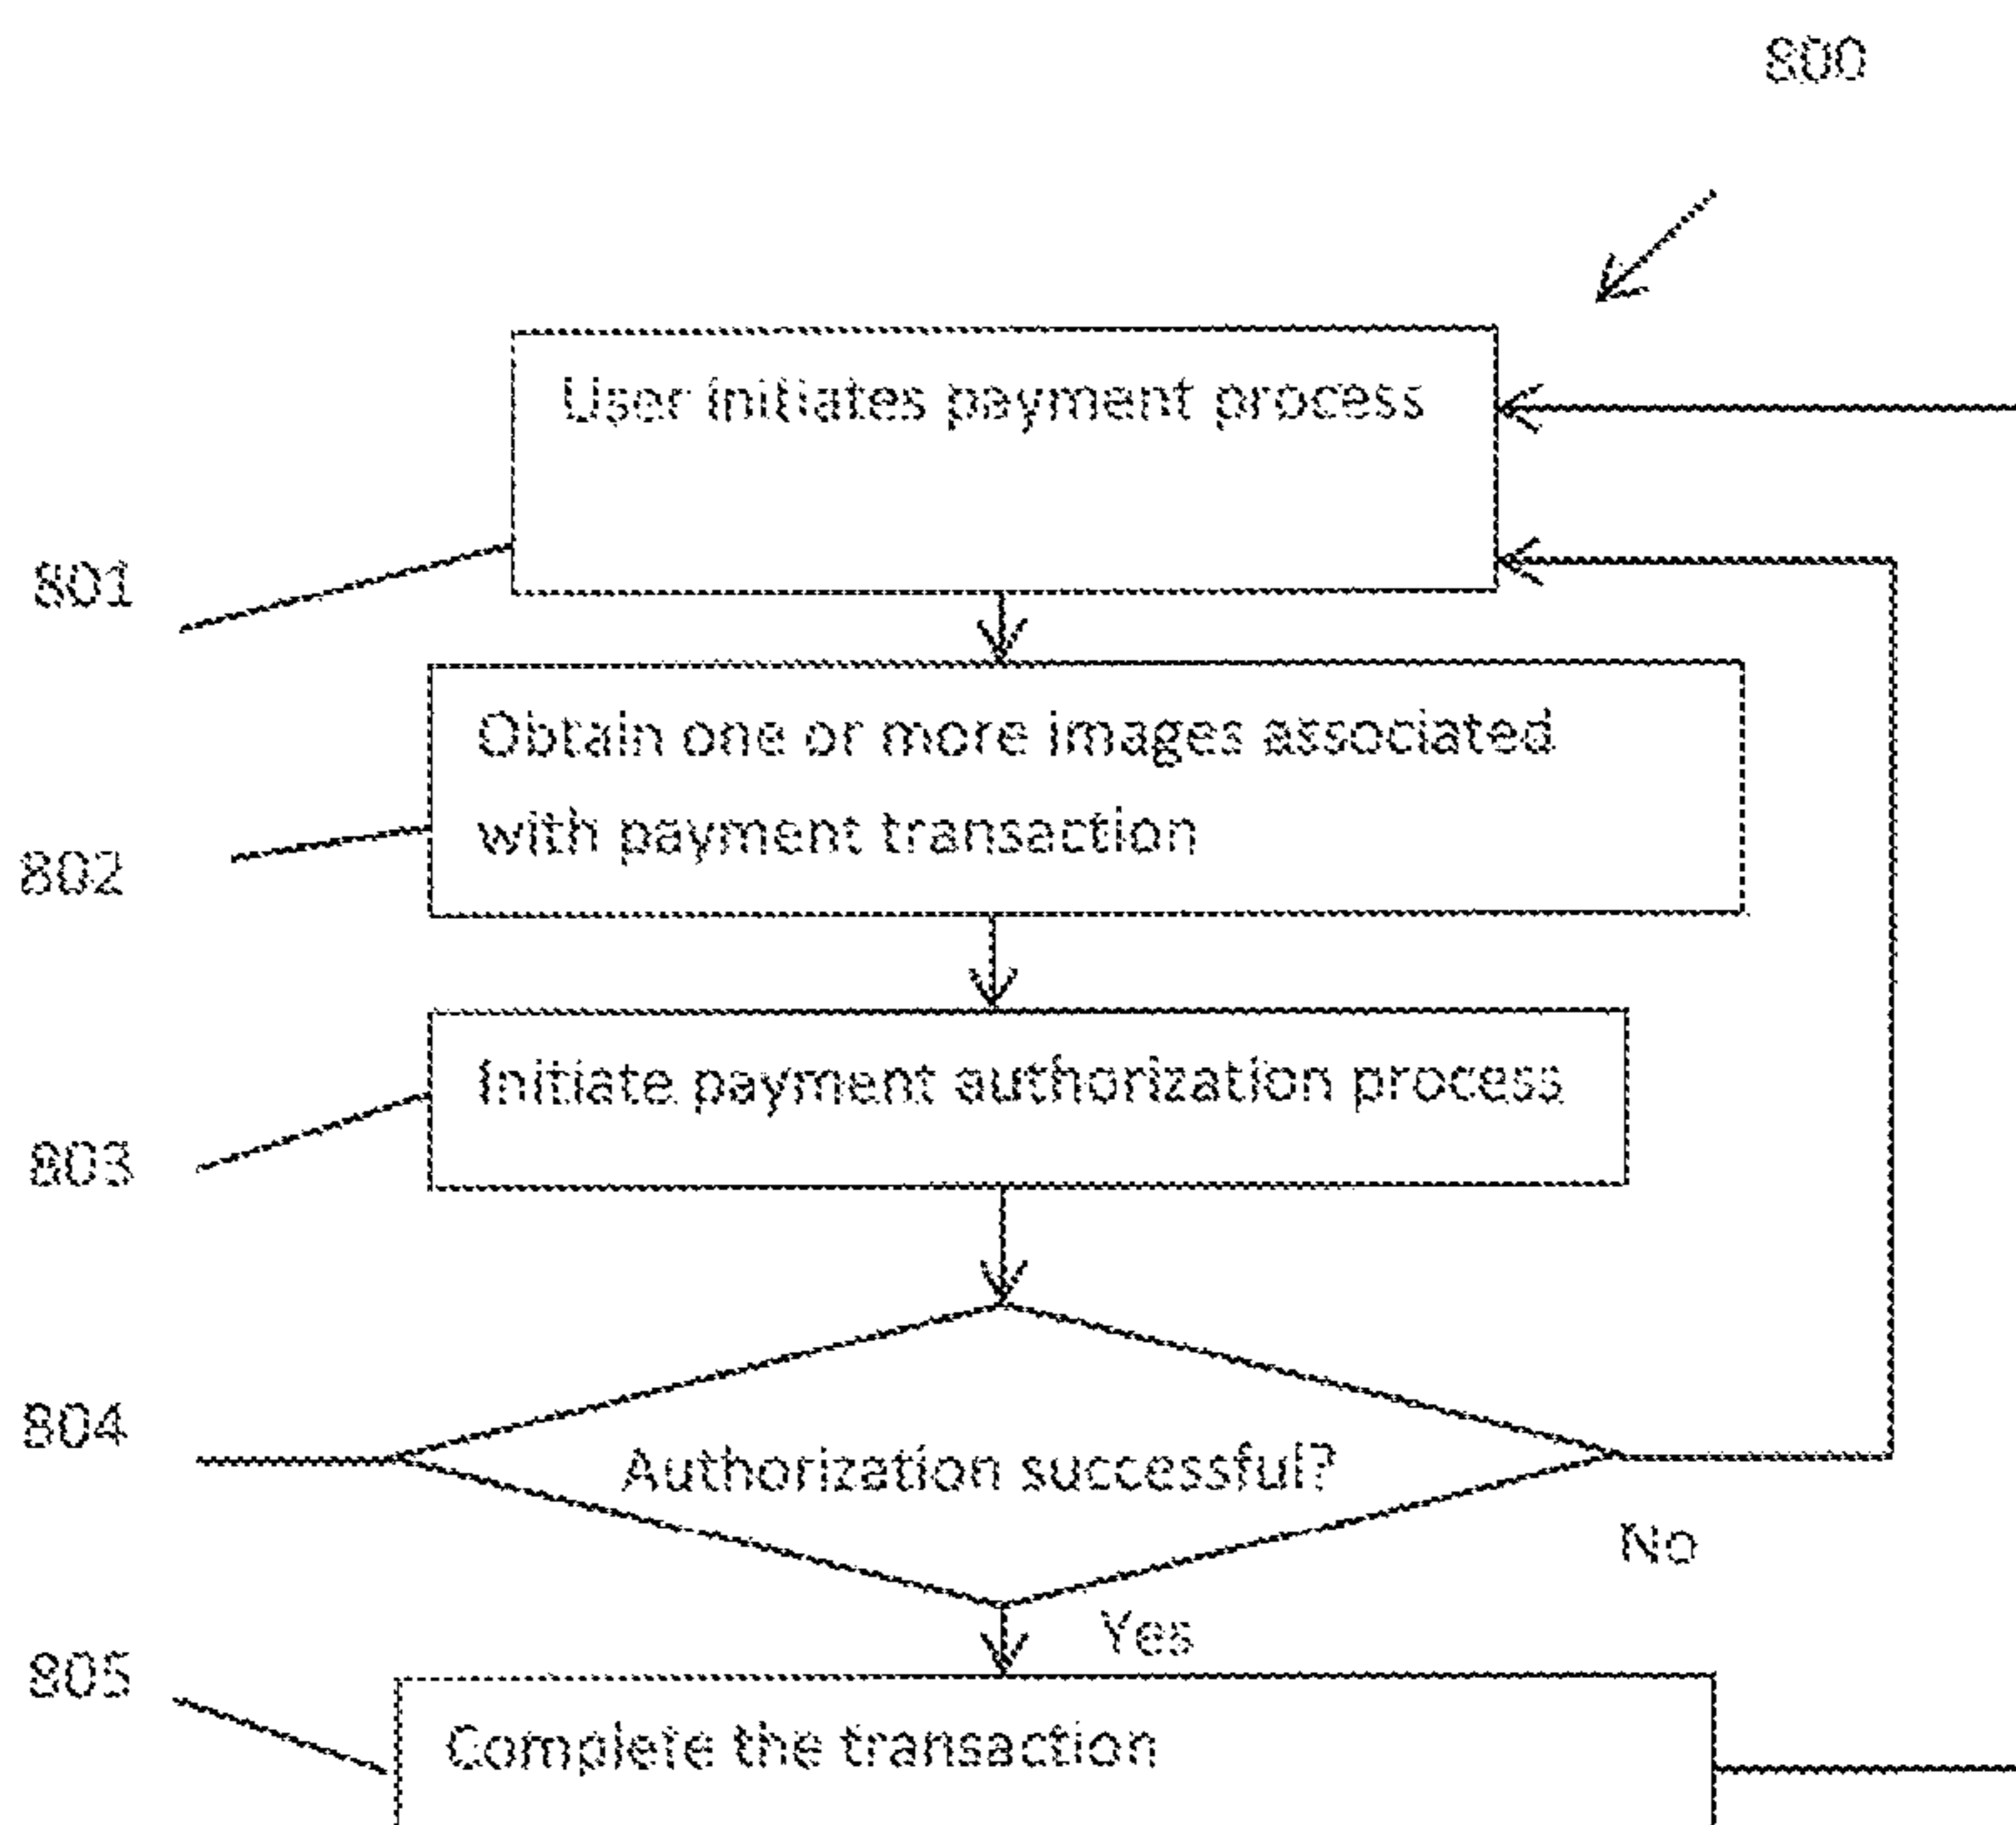 800
User initiates payment process
801
Obtain one or more images associated
with payment transaction
802
Initiate payment authorization process
803
804
Authorization successful?
No
Yes
805
Complete the transaction